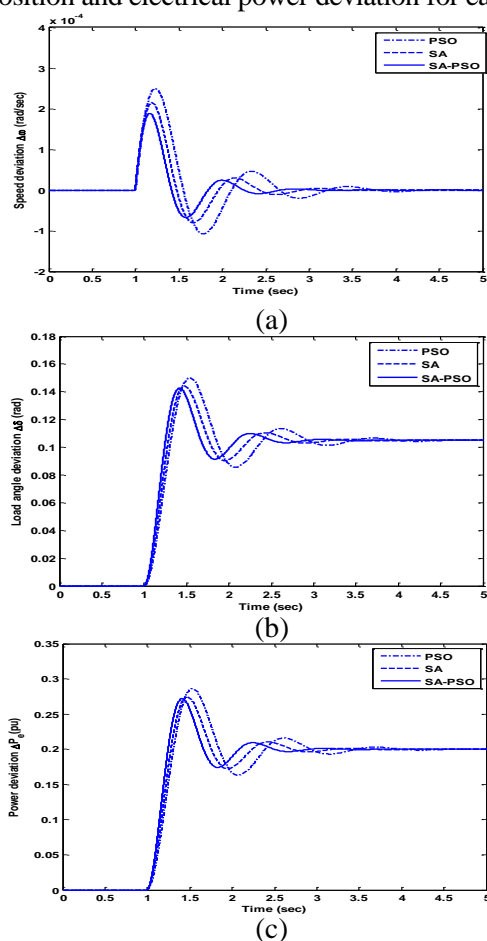 osition and electrical power deviation for ca
x 10⁻⁴
4
3
2
1
0
-1
-2
Speed deviation Δω (rad/sec)
PSO
SA
SA-PSO
0 0.5 1 1.5 2 2.5 3 3.5 4 4.5 5
Time (sec)
(a)
0.18
0.16
0.14
0.12
0.1
0.08
0.06
0.04
0.02
0
Load angle deviation Δδ (rad)
PSO
SA
SA-PSO
0 0.5 1 1.5 2 2.5 3 3.5 4 4.5 5
Time (sec)
(b)
0.35
0.3
0.25
0.2
0.15
0.1
0.05
0
Power deviation ΔPe(pu)
PSO
SA
SA-PSO
0 0.5 1 1.5 2 2.5 3 3.5 4 4.5 5
Time (sec)
(c)